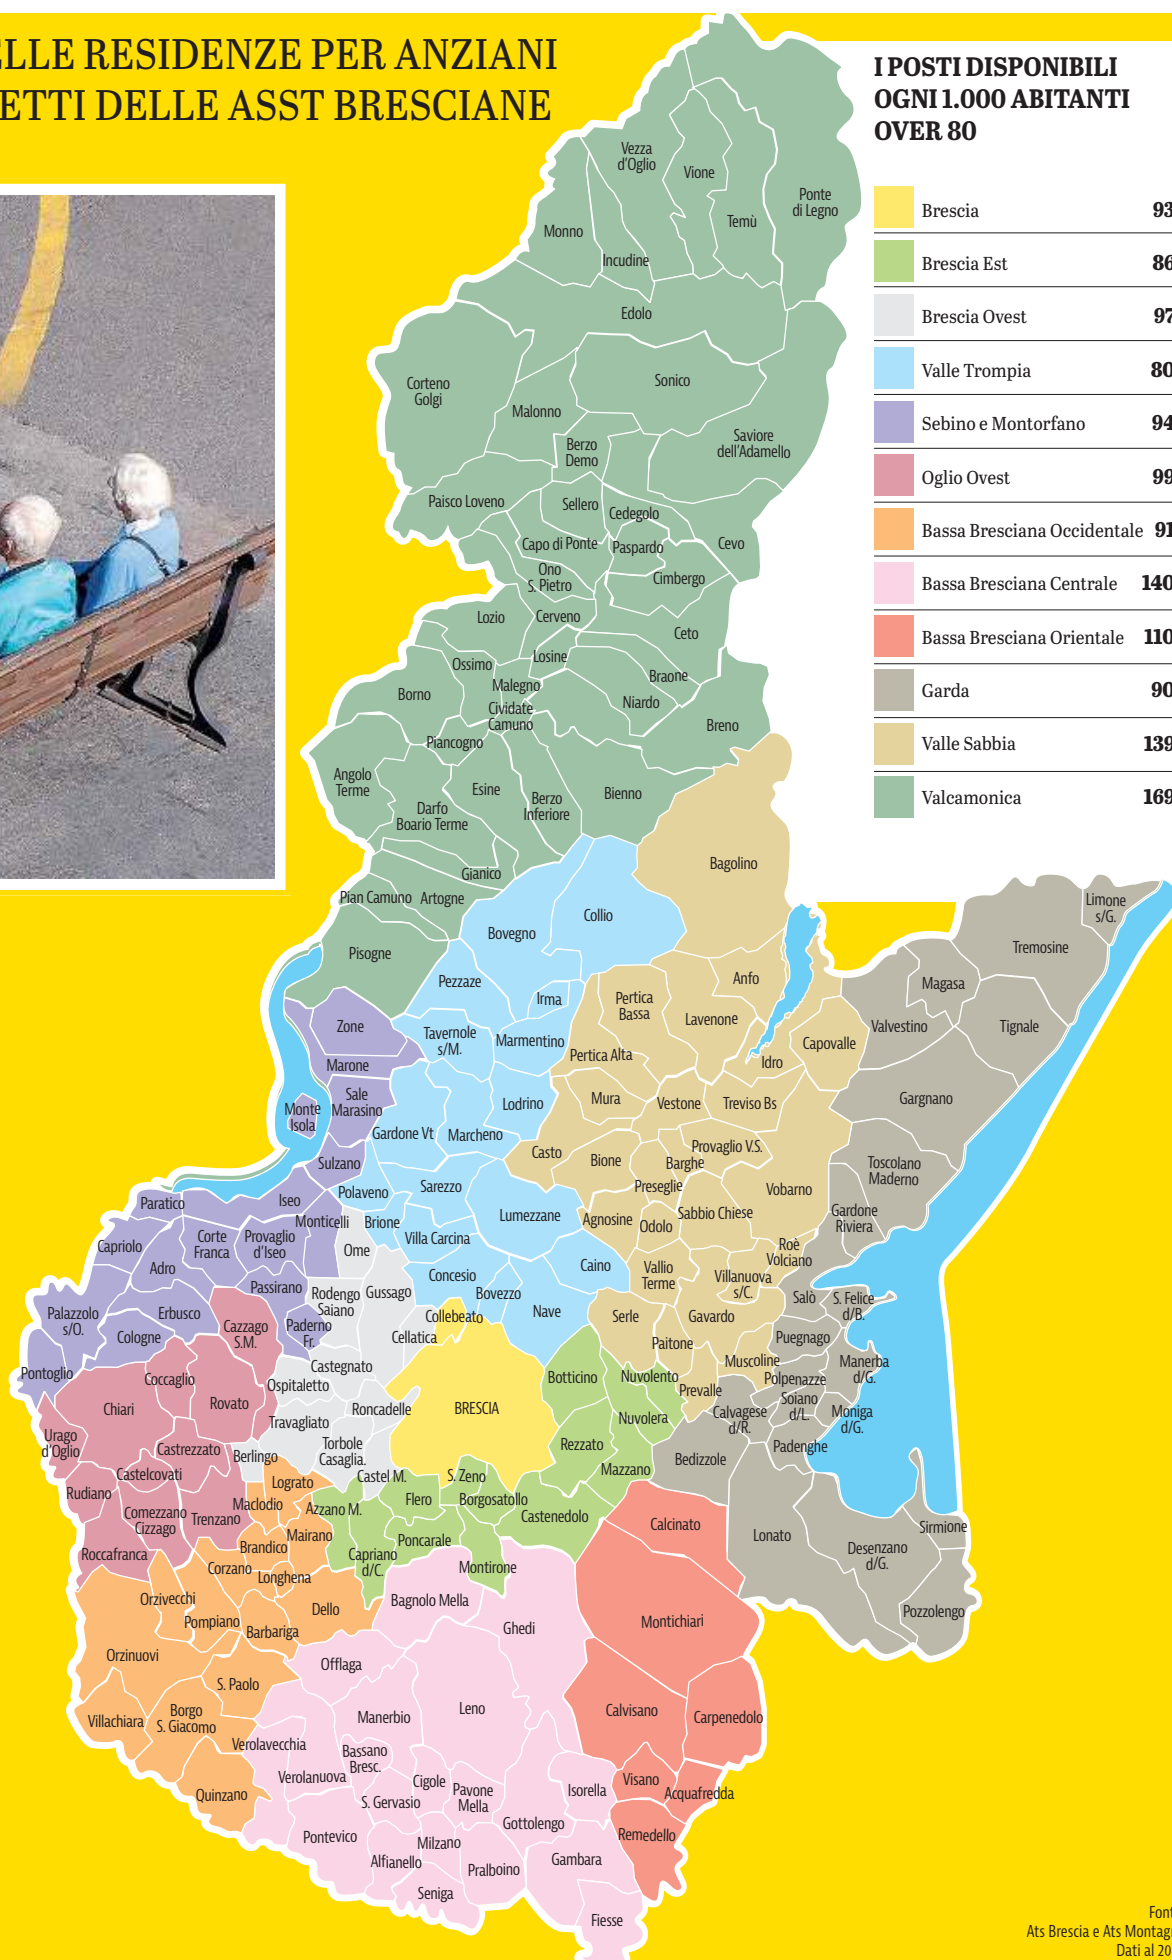 ELLE RESIDENZE PER ANZIANI
ETTI DELLE ASST BRESCIANE
I POSTI DISPONIBILI
OGNI 1.000 ABITANTI
OVER 80
Brescia 93
Brescia Est 86
Brescia Ovest 97
Valle Trompia 80
Sebino e Montorfano 94
Oglio Ovest 99
Bassa Bresciana Occidentale 91
Bassa Bresciana Centrale 140
Bassa Bresciana Orientale 110
Garda 90
Valle Sabbia 139
Valcamonica 169
Vezza
d'Oglio
Vione
Ponte
di Legno
Temù
Monno
Incudine
Edolo
Corteno
Golgi
Sonico
Malonno
Berzo
Demo
Saviore
dell'Adamello
Paisco Loveno
Sellero
Cedegolo
Capo di Ponte
Paspardo
Cevo
Ono
S. Pietro
Cimbergo
Lozio
Cerveno
Ceto
Ossimo
Losine
Braone
Malegno
Borno
Niardo
Cividate
Camuno
Breno
Piancogno
Angolo
Terme
Esine
Berzo
Inferiore
Bienno
Darfo
Boario Terme
Gianico
Pian Camuno
Artogne
Pisogne
Bagolino
Collio
Bovegno
Limone
s/G.
Tremosine
Pezzaze
Irma
Pertica
Bassa
Anfo
Magasa
Zone
Tavernole
s/M.
Marmentino
Lavenone
Valvestino
Tignale
Pertica Alta
Capovalle
Marone
Idro
Sale
Marasino
Monte
Isola
Lodrino
Mura
Vestone
Treviso Bs
Gargnano
Gardone Vt
Marcheno
Casto
Bione
Provaglio V.S.
Barghe
Sulzano
Toscolano
Maderno
Polaveno
Sarezzo
Preseglie
Vobarno
Paratico
Iseo
Monticelli
Brione
Lumezzane
Agnosine
Odolo
Sabbio Chiese
Gardone
Riviera
Capriolo
Corte
Franca
Provaglio
d'Iseo
Ome
Villa Carcina
Roè
Volciano
Adro
Concesio
Caino
Vallio
Terme
Villanuova
s/C.
Passirano
Rodengo
Saiano
Gussago
Bovezzo
Salò
S. Felice
d/B.
Palazzolo
s/O.
Erbusco
Cazzago
S.M.
Paderno
Fr.
Collebeato
Nave
Serle
Gavardo
Cologne
Cellatica
Paitone
Puegnago
Pontoglio
Coccaglio
Castegnato
Muscoline
Manerba
d/G.
Ospitaletto
Botticino
Nuvolento
Prevalle
Polpenazze
Chiari
Rovato
Roncadelle
BRESCIA
Nuvolera
Calvagese
d/R.
Soiano
d/L.
Moniga
d/G.
Travagliato
Urago
d'Oglio
Castrezzato
Berlingo
Torbole
Casaglia.
Rezzato
Padenghe
Castelcovati
Lograto
Castel M.
S. Zeno
Mazzano
Bedizzole
Rudiano
Maclodio
Azzano M.
Flero
Borgosatollo
Comezzano
Cizzago
Trenzano
Castenedolo
Calcinato
Lonato
Sirmione
Mairano
Brandico
Poncarale
Desenzano
d/G.
Roccafranca
Corzano
Longhena
Capriano
d/C.
Montirone
Orzivecchi
Bagnolo Mella
Dello
Pompiano
Barbariga
Ghedi
Montichiari
Pozzolengo
Orzinuovi
Offlaga
S. Paolo
Leno
Villachiara
Borgo
S. Giacomo
Manerbio
Calvisano
Carpenedolo
Verolavecchia
Bassano
Bresc.
Verolanuova
Cigole
Pavone
Mella
Isorella
Visano
Acquafredda
Quinzano
S. Gervasio
Gottolengo
Pontevico
Milzano
Remedello
Alfianello
Pralboino
Gambara
Seniga
Fiesse
Font
Ats Brescia e Ats Montag
Dati al 20